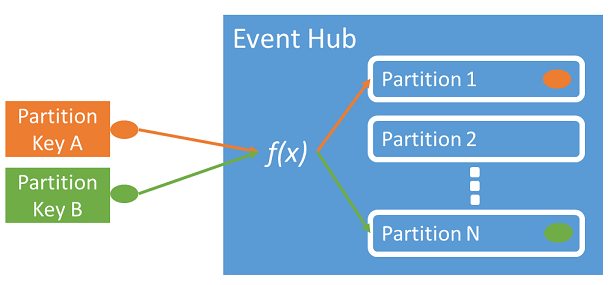 Event Hub
Partition
Key A
Partition
Key B
f(x)
Partition 1
Partition 2
Partition N